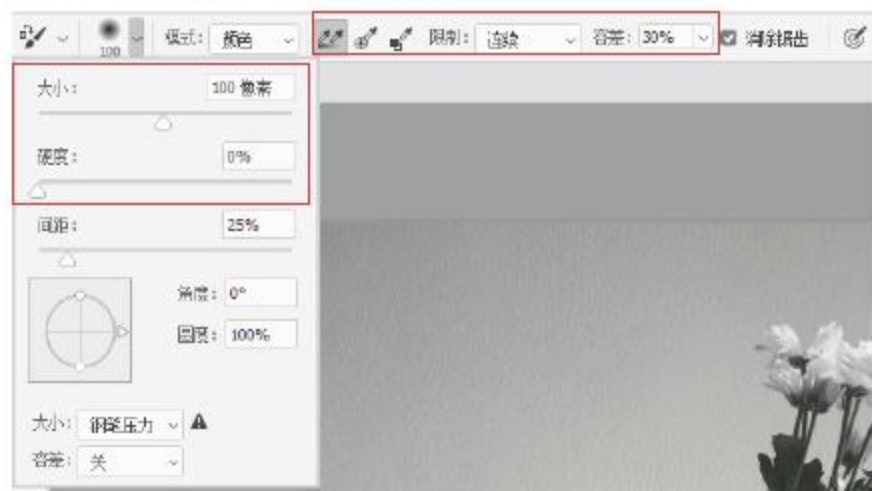 100 模式: 颜色 限制: 连续 容差: 30% 消除锯齿
大小: 100 像素
硬度: 0%
间距: 25%
角度: 0°
圆度: 100%
大小: 钢笔压力
容差: 关